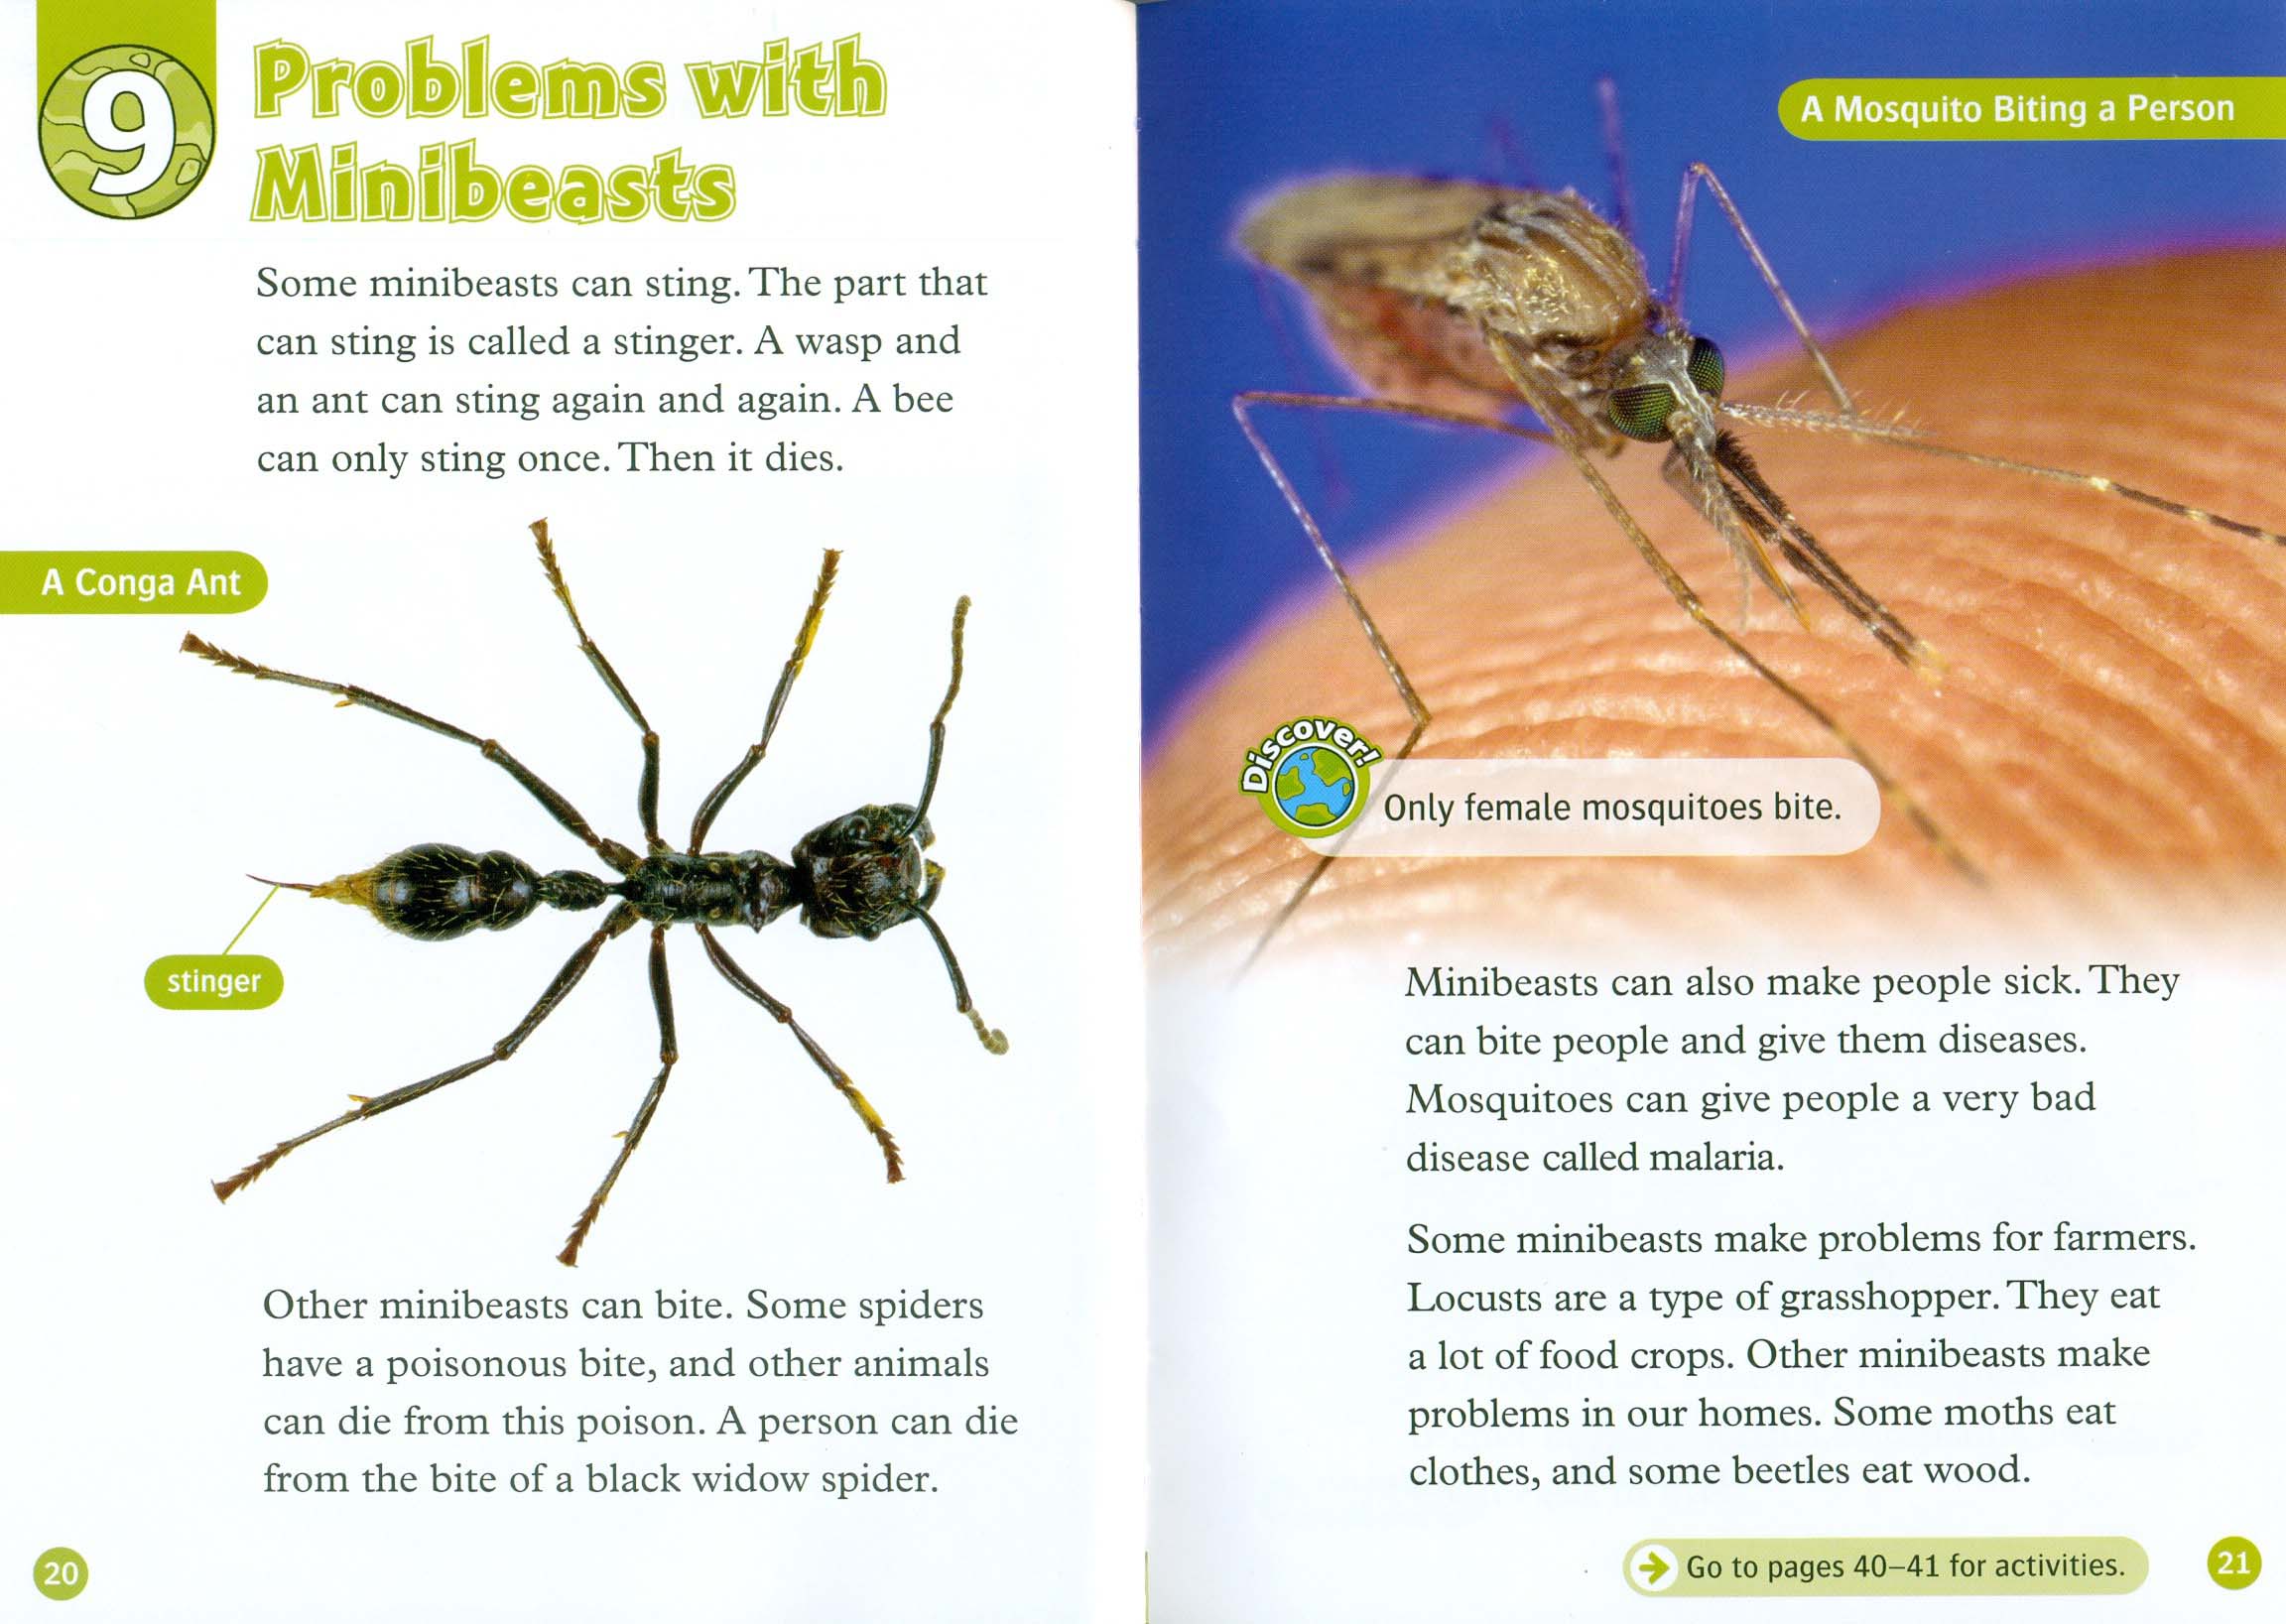 9
Problems with
Minibeasts
Some minibeasts can sting. The part that
can sting is called a stinger. A wasp and
an ant can sting again and again. A bee
can only sting once. Then it dies.
A Conga Ant
stinger
Other minibeasts can bite. Some spiders
have a poisonous bite, and other animals
can die from this poison. A person can die
from the bite of a black widow spider.
20
A Mosquito Biting a Person
Discover!
Only female mosquitoes bite.
Minibeasts can also make people sick. They
can bite people and give them diseases.
Mosquitoes can give people a very bad
disease called malaria.
Some minibeasts make problems for farmers.
Locusts are a type of grasshopper. They eat
a lot of food crops. Other minibeasts make
problems in our homes. Some moths eat
clothes, and some beetles eat wood.
Go to pages 40–41 for activities.
21